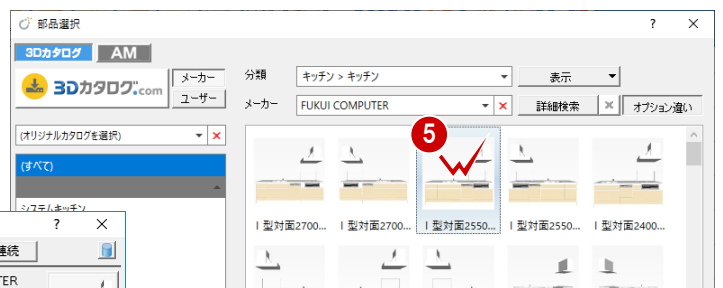 部品選択 ? ×
3Dカタログ AM
3Dカタログ.com
メーカー
ユーザー
分類 キッチン > キッチン 表示
メーカー FUKUI COMPUTER × 詳細検索 × オプション違い
(オリジナルカタログを選択) ×
(すべて)
システムキッチン
5
I 型対面2700... I 型対面2700... I 型対面2550... I 型対面2550... I 型対面2400...
? ×
連続
TER